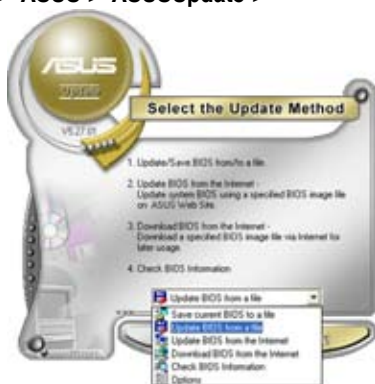 ASUS > ASUSUpdate >
ASUS
Update
V5.27.01
Select the Update Method
1. Update/Save BIOS from/to a file.
2. Update BIOS from the Internet -
Update system BIOS using a specified BIOS image file
on ASUS Web Site.
3. Download BIOS from the Internet -
Download a specified BIOS image file via Internet for
later usage.
4. Check BIOS Information
Update BIOS from a file
Save current BIOS to a file
Update BIOS from a file
Update BIOS from the Internet
Download BIOS from the Internet
Check BIOS Information
Options